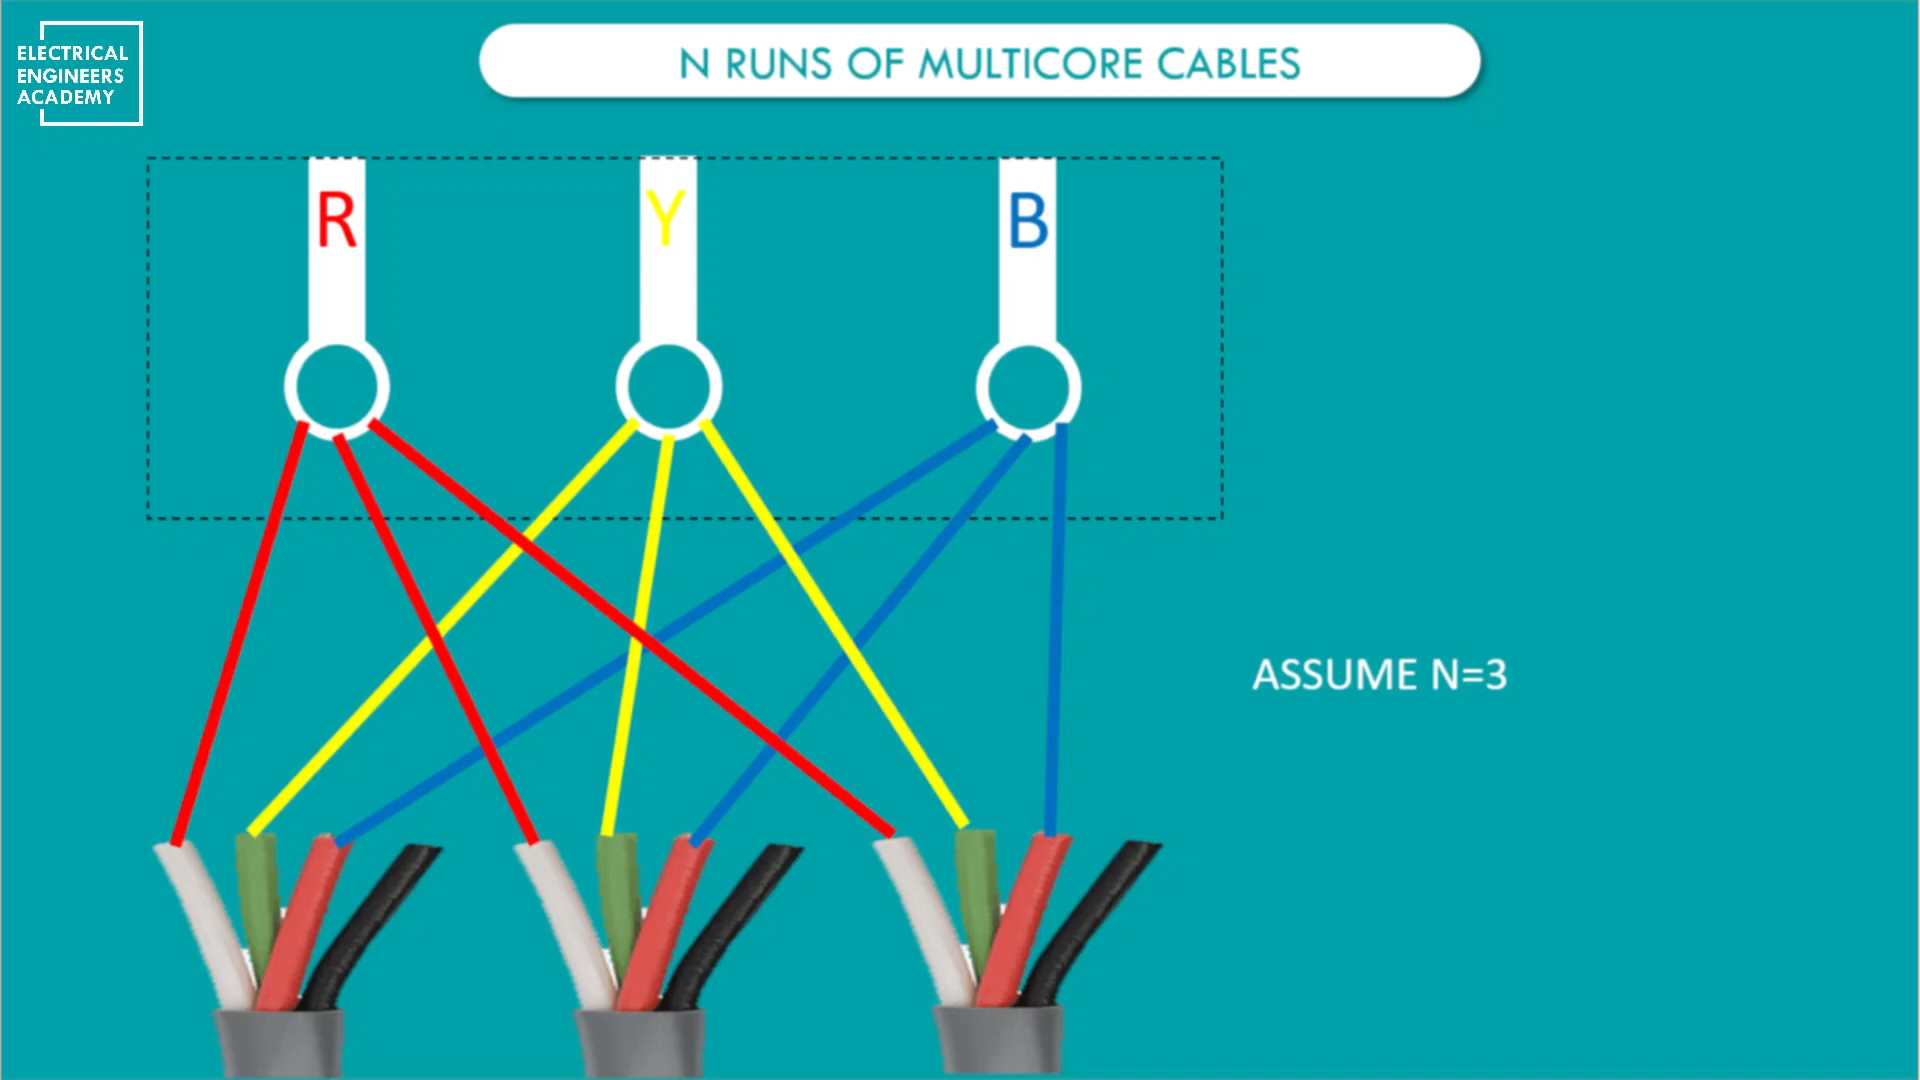 ELECTRICAL
ENGINEERS
ACADEMY
N RUNS OF MULTICORE CABLES
R
Y
B
ASSUME N=3